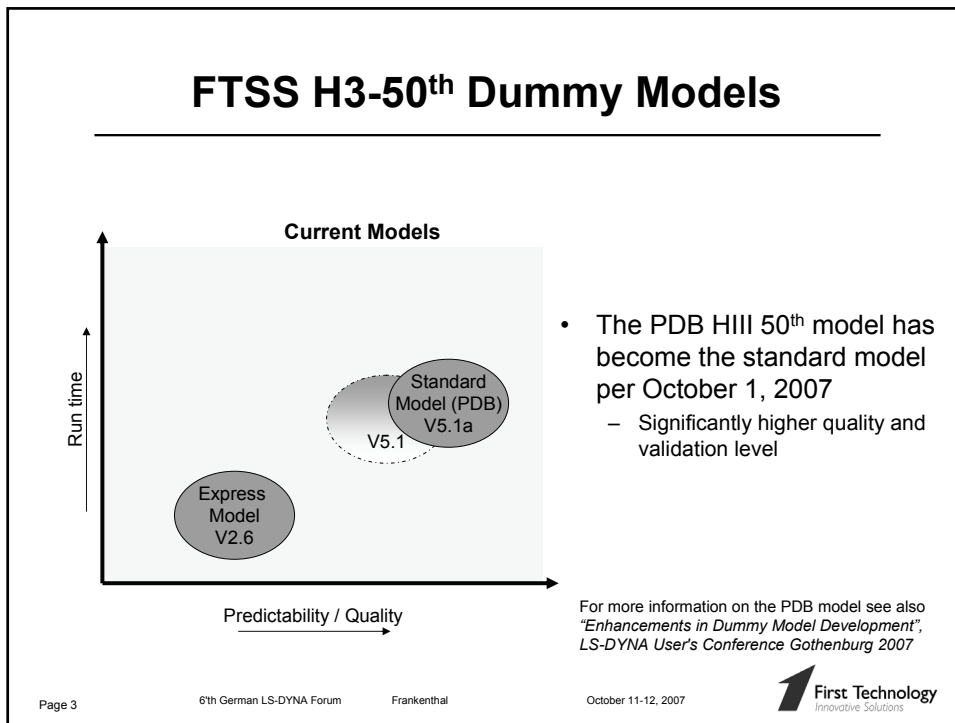 FTSS H3-50th Dummy Models
Current Models
Run time
Standard
Model (PDB)
V5.1a
V5.1
Express
Model
V2.6
Predictability / Quality
• The PDB HIII 50th model has
become the standard model
per October 1, 2007
– Significantly higher quality and
validation level
For more information on the PDB model see also
“Enhancements in Dummy Model Development”,
LS-DYNA User's Conference Gothenburg 2007
Page 3
6'th German LS-DYNA Forum
Frankenthal
October 11-12, 2007
First Technology
Innovative Solutions